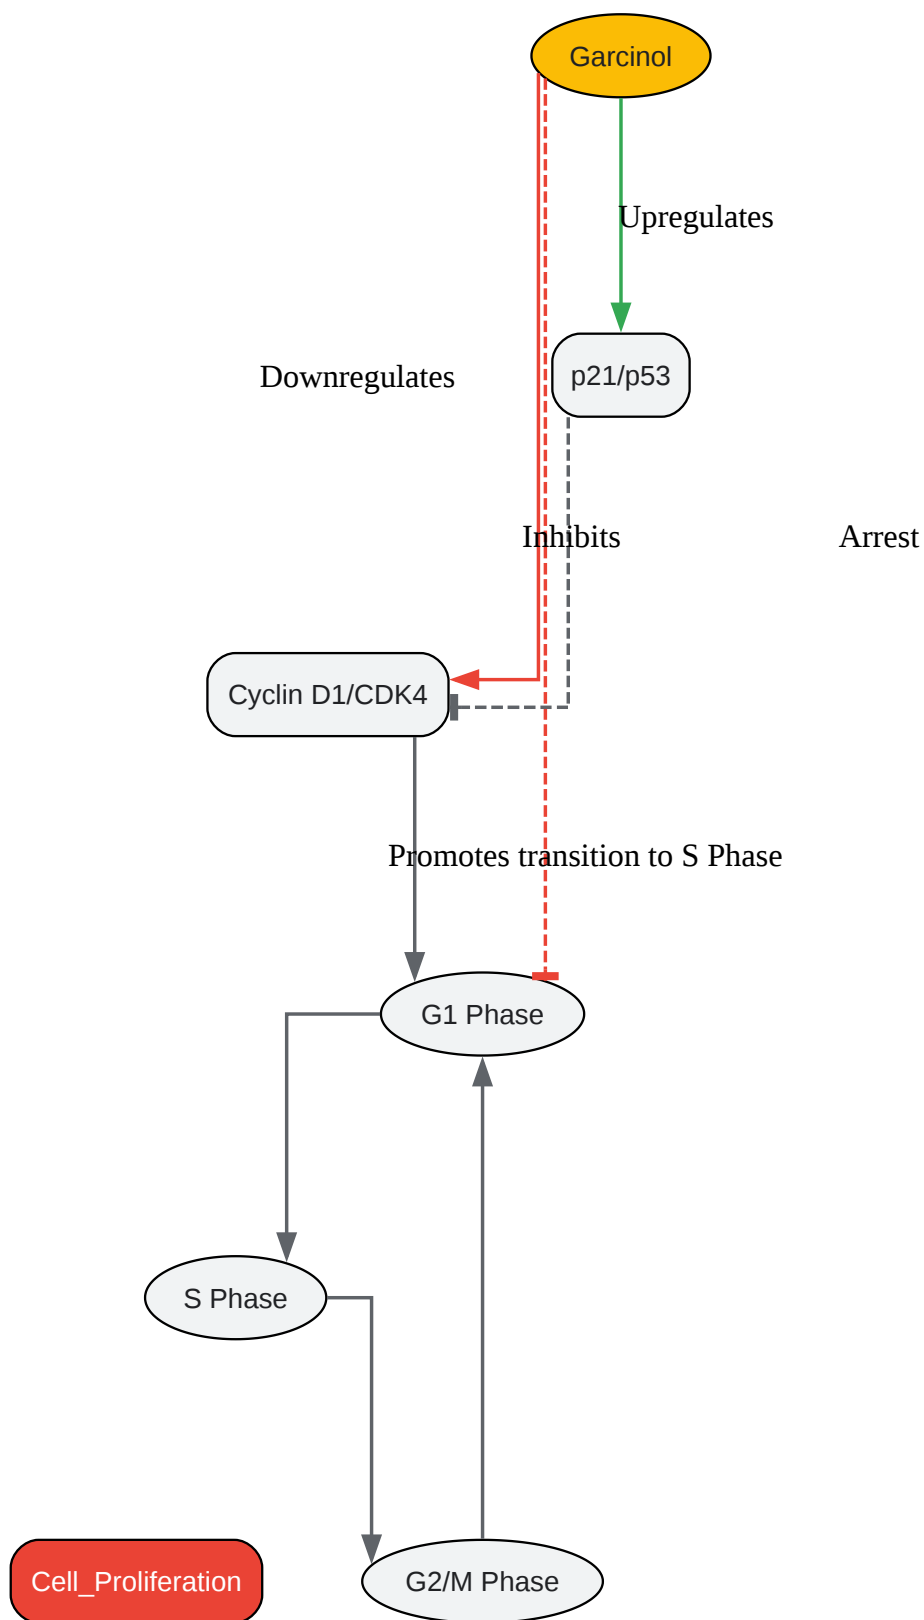 Garcinol
Upregulates
Downregulates
p21/p53
Inhibits
Arrest
Cyclin D1/CDK4
Promotes transition to S Phase
G1 Phase
S Phase
Cell_Proliferation
G2/M Phase